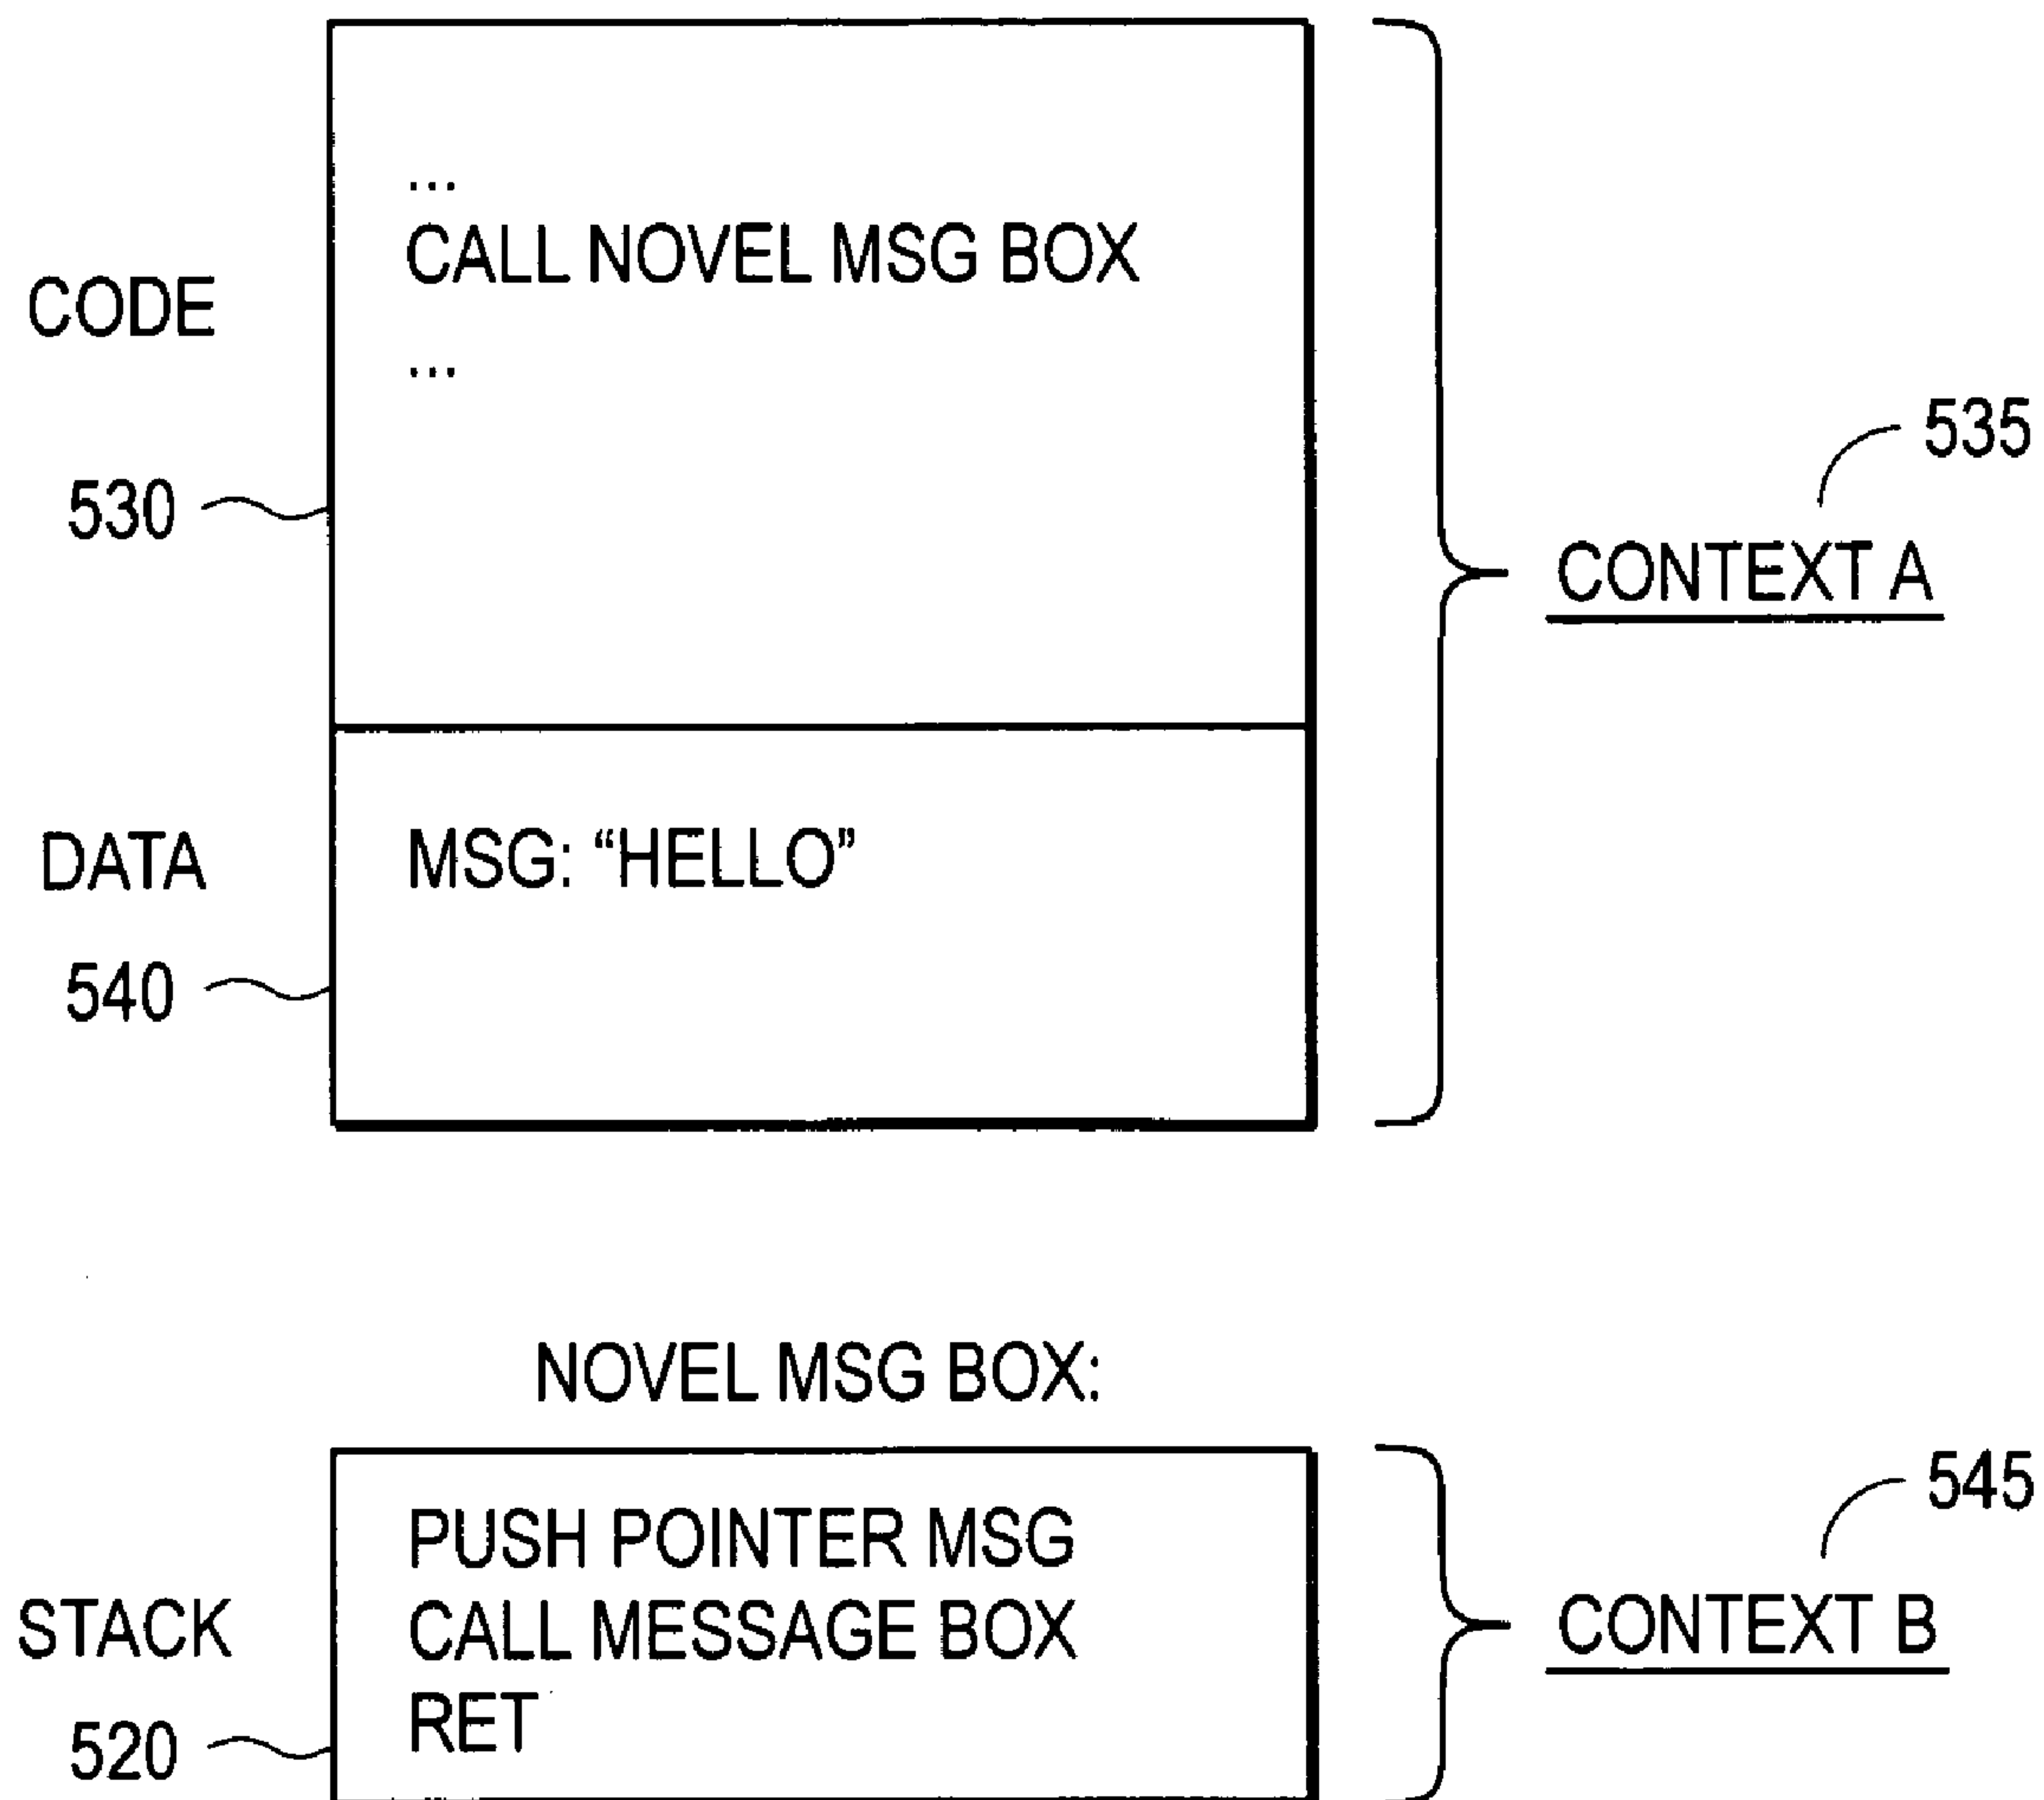 ...
CALL NOVEL MSG BOX
CODE
...
535
530
CONTEXT A
DATA
MSG: “HELLO”
540
NOVEL MSG BOX:
545
PUSH POINTER MSG
STACK
CALL MESSAGE BOX
CONTEXT B
RET
520